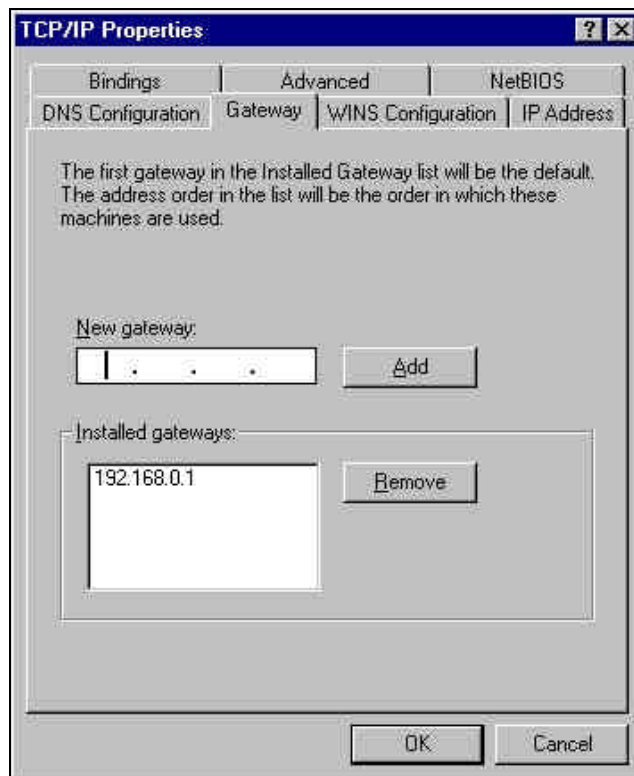 TCP/IP Properties
Bindings
Advanced
NetBIOS
DNS Configuration
Gateway
WINS Configuration
IP Address
The first gateway in the Installed Gateway list will be the default.
The address order in the list will be the order in which these
machines are used.
New gateway:
. . .
Add
Installed gateways:
192.168.0.1
Remove
OK
Cancel